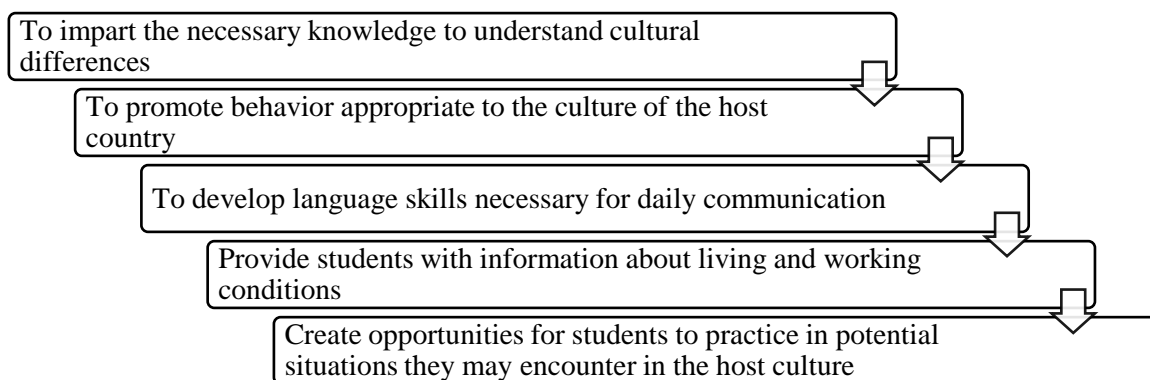 To impart the necessary knowledge to understand cultural
differences
To promote behavior appropriate to the culture of the host
country
To develop language skills necessary for daily communication
Provide students with information about living and working
conditions
Create opportunities for students to practice in potential
situations they may encounter in the host culture